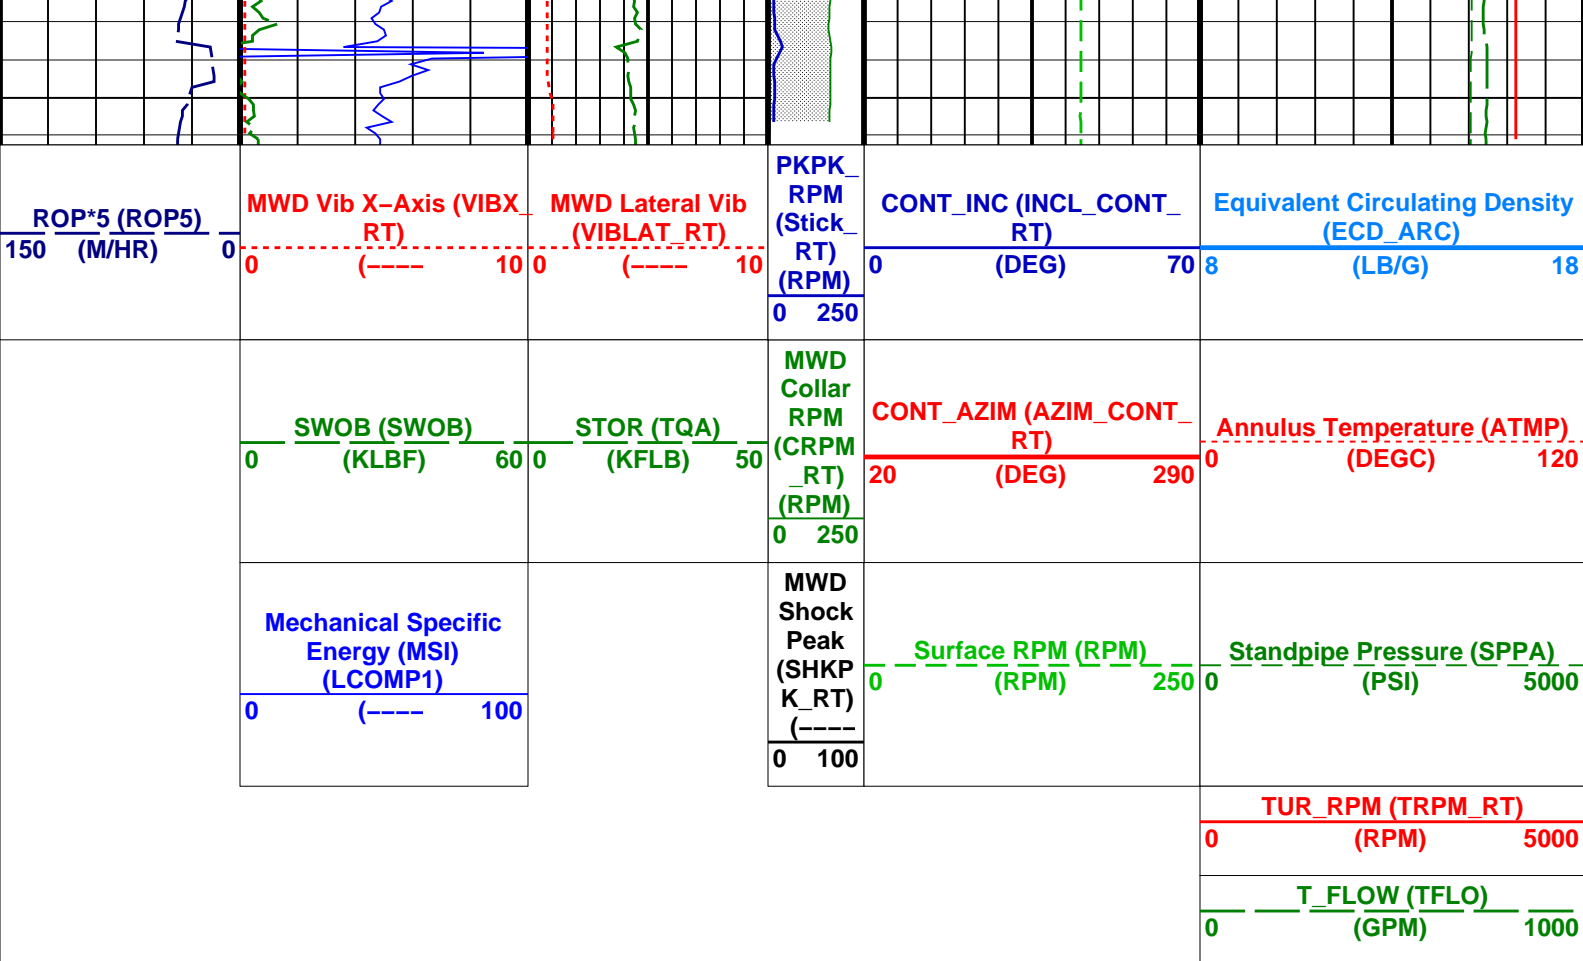 ROP*5 (ROP5)
150 (M/HR) 0
MWD Vib X–Axis (VIBX_
RT)
0 (–––– 10
MWD Lateral Vib
(VIBLAT_RT)
0 (–––– 10
PKPK_
RPM
(Stick_
RT)
(RPM)
0 250
CONT_INC (INCL_CONT_
RT)
0 (DEG) 70
Equivalent Circulating Density
(ECD_ARC)
8 (LB/G) 18
SWOB (SWOB)
0 (KLBF) 60
STOR (TQA)
0 (KFLB) 50
MWD
Collar
RPM
(CRPM
_RT)
(RPM)
0 250
CONT_AZIM (AZIM_CONT_
RT)
20 (DEG) 290
Annulus Temperature (ATMP)
0 (DEGC) 120
Mechanical Specific
Energy (MSI)
(LCOMP1)
0 (–––– 100
MWD
Shock
Peak
(SHKP
K_RT)
(––––
0 100
Surface RPM (RPM)
0 (RPM) 250
Standpipe Pressure (SPPA)
0 (PSI) 5000
TUR_RPM (TRPM_RT)
0 (RPM) 5000
T_FLOW (TFLO)
0 (GPM) 1000